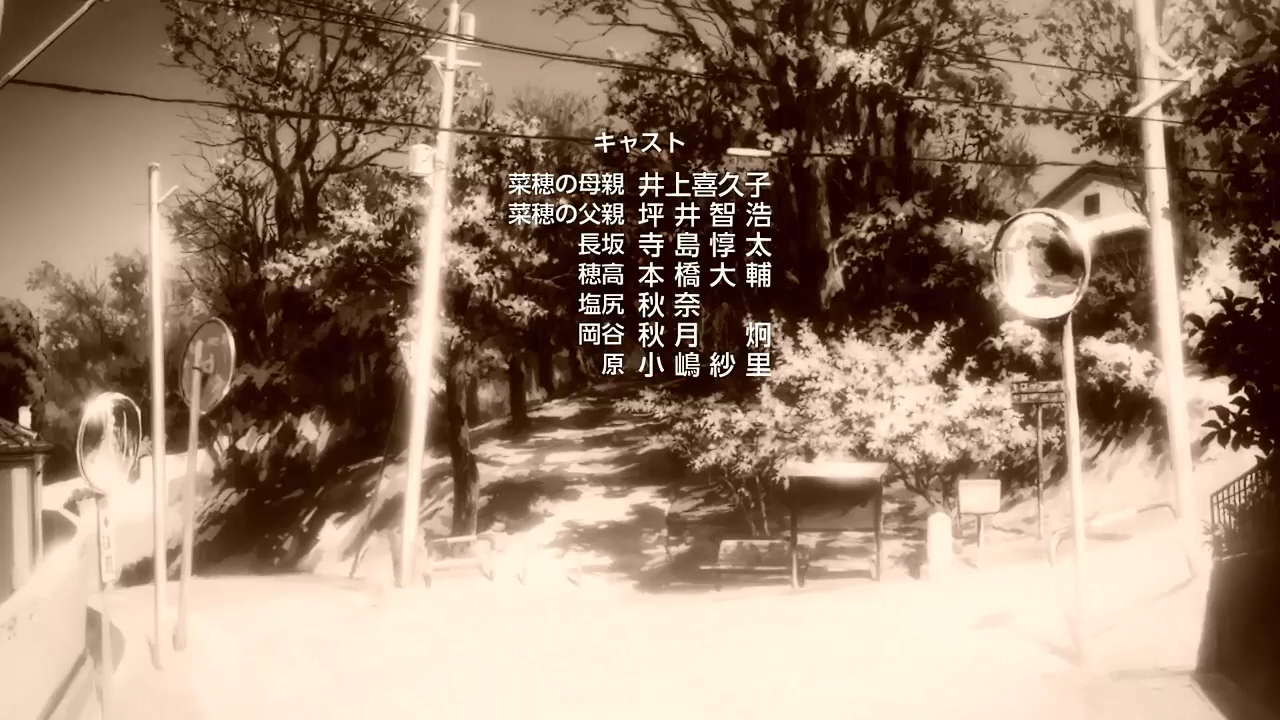 キャスト
菜穂の母親 井上喜久子
菜穂の父親 坪井智浩
長坂 寺島惇太
穂高 本橋大輔
塩尻 秋奈
岡谷 秋月 炯
原 小嶋紗里